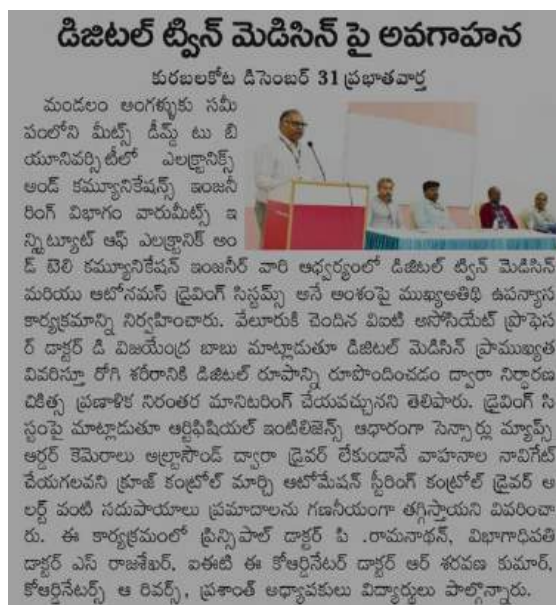 డిజిటల్ ట్విన్ మెడిసిన్ పై అవగాహన
కురబలకోట డిసెంబర్ 31 ప్రభాతవార్త
మండలం అంగళ్ళుకు సమీ
పంలోని మీట్స్ డీమ్డ్ టు బి
యూనివర్సిటీలో ఎలక్ట్రానిక్స్
అండ్ కమ్యూనికేషన్స్ ఇంజనీ
రింగ్ విభాగం వారుమీట్స్ ఇ
న్స్టిట్యూట్ ఆఫ్ ఎలక్ట్రానిక్ అం
డ్ టెలి కమ్యూనికేషన్ ఇంజనీర్ వారి ఆధ్వర్యంలో డిజిటల్ ట్విన్ మెడిసిన్
మరియు ఆటోనమస్ డ్రైవింగ్ సిస్టమ్స్ అనే అంశంపై ముఖ్యఅతిథి ఉపన్యాస
కార్యక్రమాన్ని నిర్వహించారు. వేలూరుకి చెందిన విఐటి అసోసియేట్ ప్రొఫెస
ర్ డాక్టర్ డి విజయేంద్ర బాబు మాట్లాడుతూ డిజిటల్ మెడిసిన్ ప్రాముఖ్యత
వివరిస్తూ రోగి శరీరానికి డిజిటల్ రూపాన్ని రూపొందించడం ద్వారా నిర్ధారణ
చికిత్స ప్రణాళిక నిరంతర మానిటరింగ్ చేయవచ్చునని తెలిపారు. డ్రైవింగ్ సి
స్టంపై మాట్లాడుతూ ఆర్టిఫిషియల్ ఇంటిలిజెన్స్ ఆధారంగా సెన్సార్లు మ్యాప్స్
ఆర్డర్ కెమెరాలు అల్ట్రాసౌండ్ ద్వారా డ్రైవర్ లేకుండానే వాహనాల నావిగేట్
చేయగలవని క్రూజ్ కంట్రోల్ మార్చి ఆటోమేషన్ స్టీరింగ్ కంట్రోల్ డ్రైవర్ అ
లర్ట్ వంటి సదుపాయాలు ప్రమాదాలను గణనీయంగా తగ్గిస్తాయని వివరించా
రు. ఈ కార్యక్రమంలో ప్రిన్సిపాల్ డాక్టర్ పి .రామనాథన్, విభాగాధిపతి
డాక్టర్ ఎస్ రాజశేఖర్, ఐఈటి ఈ కోఆర్డినేటర్ డాక్టర్ ఆర్ శరవణ కుమార్,
కోఆర్డినేటర్స్ ఆ రివర్స్, ప్రశాంత్ అధ్యాపకులు విద్యార్థులు పాల్గొన్నారు.